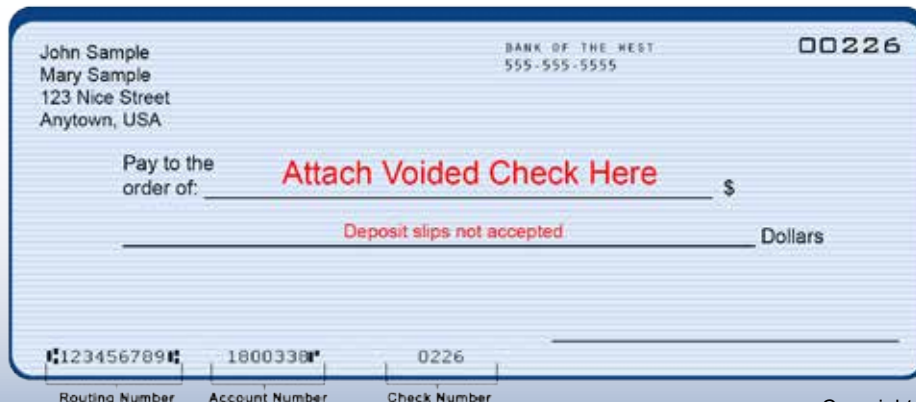 John Sample
Mary Sample
123 Nice Street
Anytown, USA
BANK OF THE WEST
555-555-5555
00226
Pay to the
order of:
Attach Voided Check Here
$
Deposit slips not accepted
Dollars
⑆123456789⑆ 1800338⑈ 0226
Routing Number Account Number Check Number